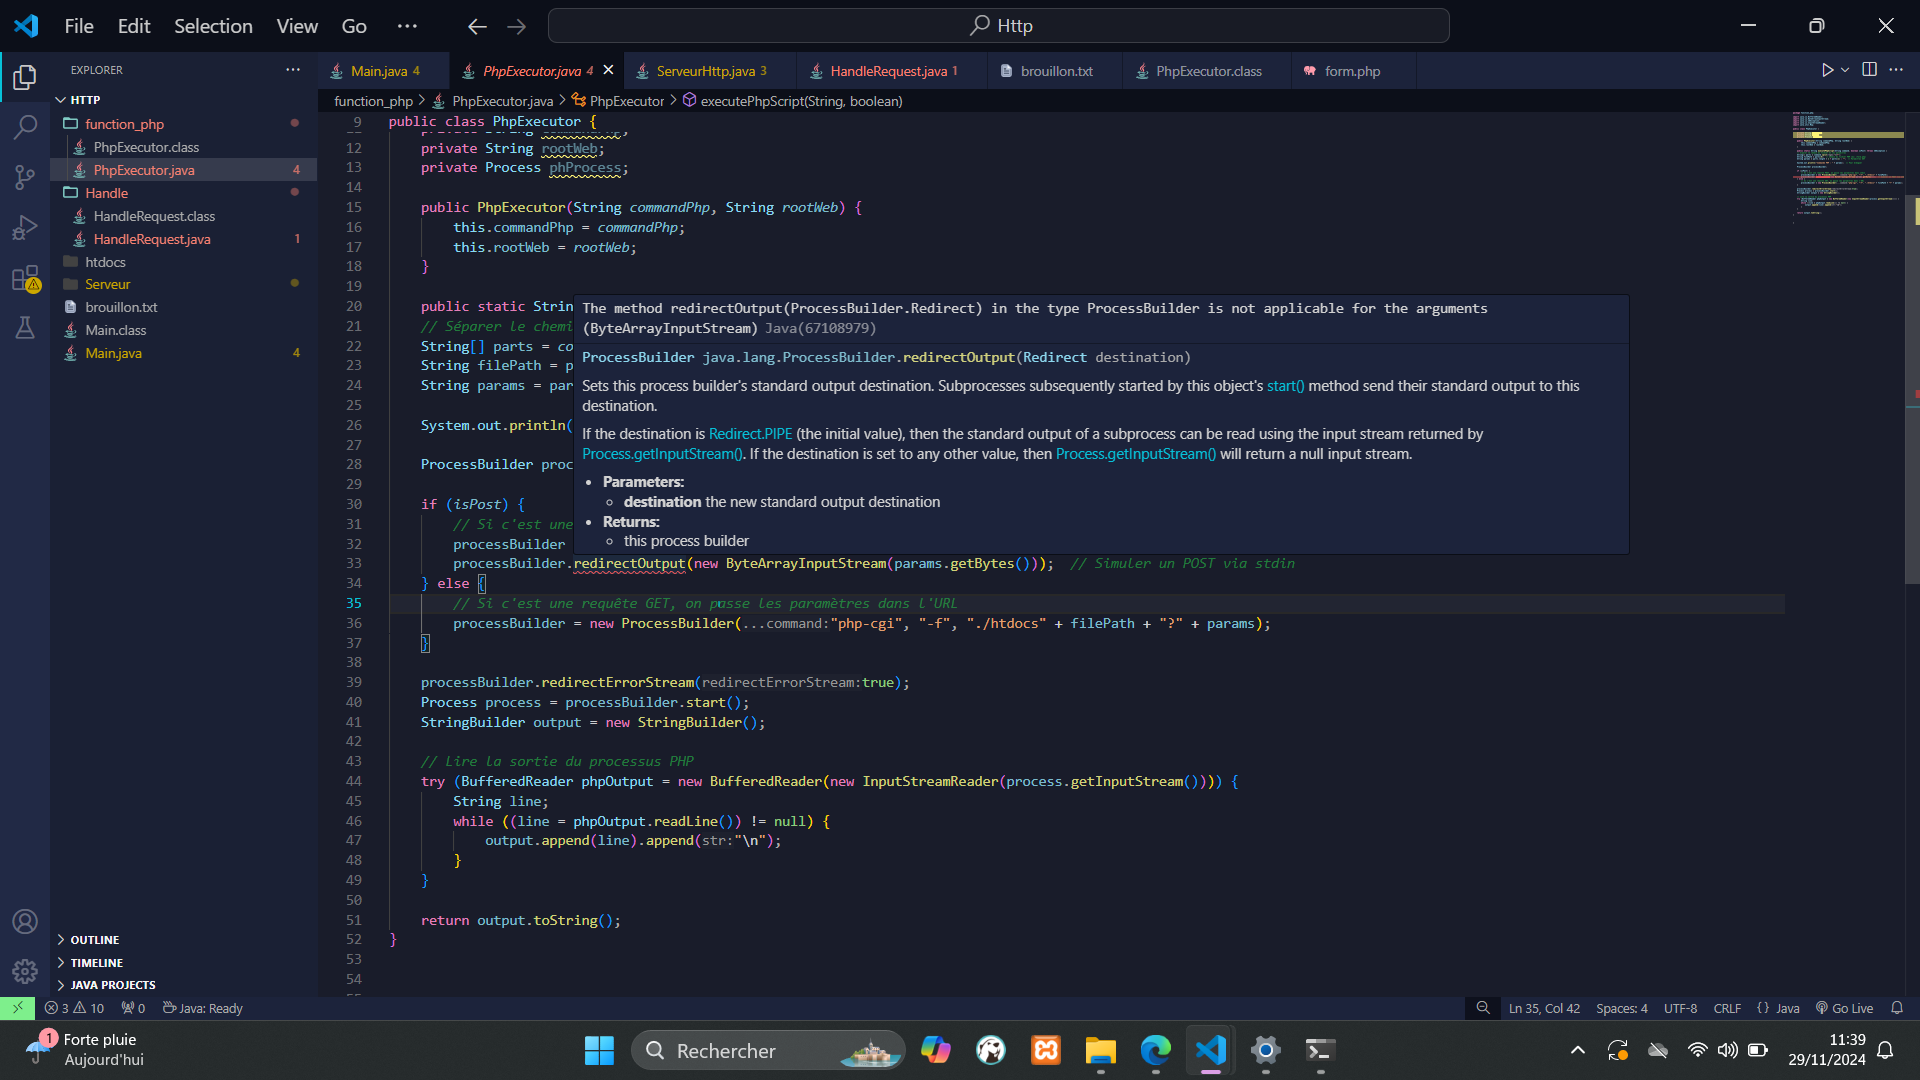 File Edit Selection View Go ··· Http
EXPLORER
HTTP
function_php
PhpExecutor.class
PhpExecutor.java 4
Handle
HandleRequest.class
HandleRequest.java 1
htdocs
Serveur
brouillon.txt
Main.class
Main.java 4
OUTLINE
TIMELINE
JAVA PROJECTS
Main.java 4 PhpExecutor.java 4 ServeurHttp.java 3 HandleRequest.java 1 brouillon.txt PhpExecutor.class form.php
function_php > PhpExecutor.java > PhpExecutor > executePhpScript(String, boolean)
9 public class PhpExecutor {
12 private String rootWeb;
13 private Process phProcess;
14
15 public PhpExecutor(String commandPhp, String rootWeb) {
16 this.commandPhp = commandPhp;
17 this.rootWeb = rootWeb;
18 }
19
20 public static Strin
21 // Séparer le chemi
22 String[] parts = co
23 String filePath = p
24 String params = par
25
26 System.out.println(
27
28 ProcessBuilder proc
29
30 if (isPost) {
31 // Si c'est une
32 processBuilder
The method redirectOutput(ProcessBuilder.Redirect) in the type ProcessBuilder is not applicable for the arguments
(ByteArrayInputStream) Java(67108979)
ProcessBuilder java.lang.ProcessBuilder.redirectOutput(Redirect destination)
Sets this process builder's standard output destination. Subprocesses subsequently started by this object's start() method send their standard output to this
destination.
If the destination is Redirect.PIPE (the initial value), then the standard output of a subprocess can be read using the input stream returned by
Process.getInputStream(). If the destination is set to any other value, then Process.getInputStream() will return a null input stream.
• Parameters:
◦ destination the new standard output destination
• Returns:
◦ this process builder
33 processBuilder.redirectOutput(new ByteArrayInputStream(params.getBytes())); // Simuler un POST via stdin
34 } else {
35 // Si c'est une requête GET, on passe les paramètres dans l'URL
36 processBuilder = new ProcessBuilder(...command:"php-cgi", "-f", "./htdocs" + filePath + "?" + params);
37 }
38
39 processBuilder.redirectErrorStream(redirectErrorStream:true);
40 Process process = processBuilder.start();
41 StringBuilder output = new StringBuilder();
42
43 // Lire la sortie du processus PHP
44 try (BufferedReader phpOutput = new BufferedReader(new InputStreamReader(process.getInputStream()))) {
45 String line;
46 while ((line = phpOutput.readLine()) != null) {
47 output.append(line).append(str:"\n");
48 }
49 }
50
51 return output.toString();
52 }
53
54
3 10 0 Java: Ready Ln 35, Col 42 Spaces: 4 UTF-8 CRLF {} Java Go Live
1 Forte pluie
Aujourd'hui
Rechercher
11:39
29/11/2024